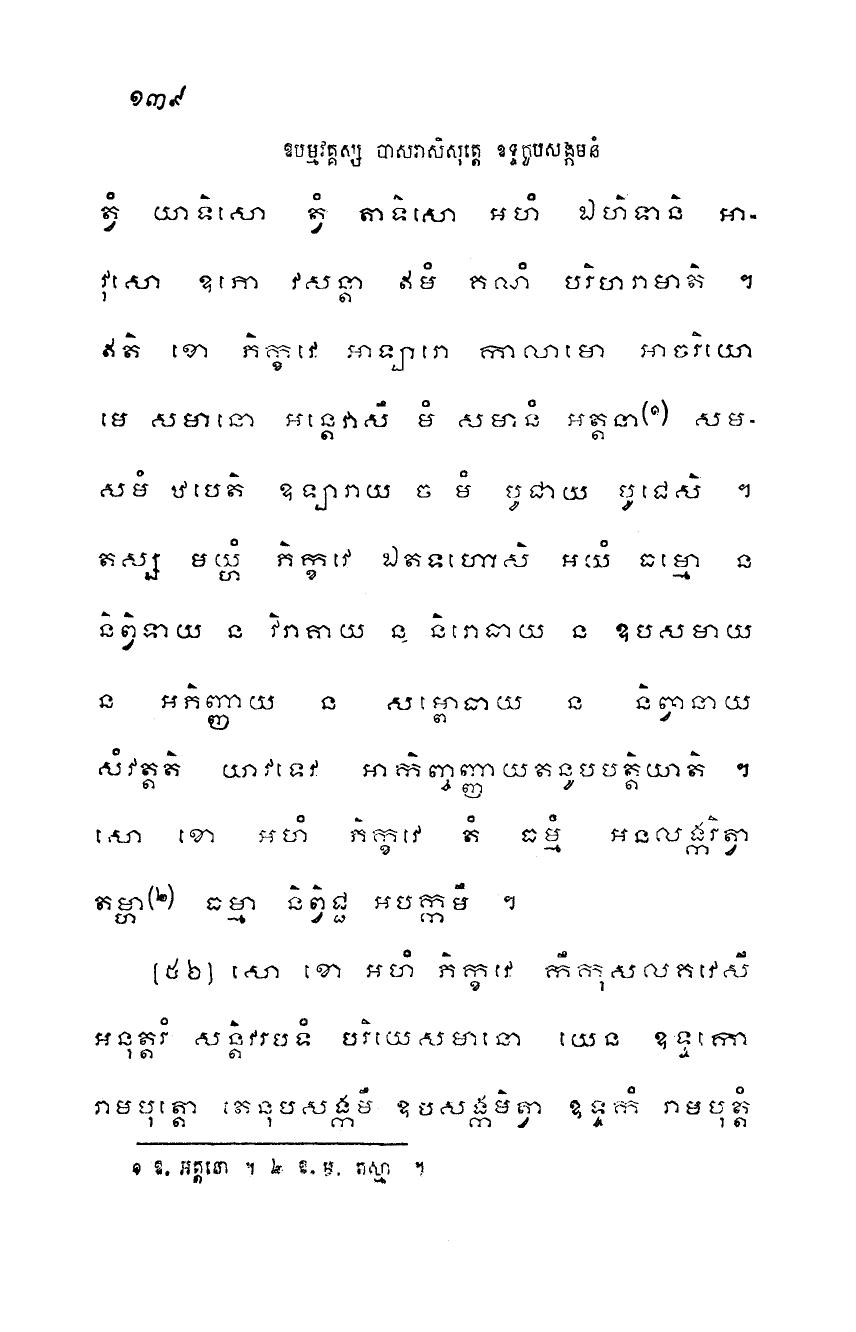 ១៣៩
ឱបម្មវគ្គស្ស បាសរាសិសុត្តេ ឧទ្ទកូបសង្កមនំ
ត្វំ យាទិសោ ត្វំ តាទិសោ អហំ ឯហិទានិ អា-
វុសោ ឧភោ វសន្តា ឥមំ គណំ បរិហរាមាតិ ។
ឥតិ ខោ ភិក្ខវេ អាឡារោ កាលាមោ អាចរិយោ
មេ សមានោ អន្តេវាសឹ មំ សមានំ អត្តនា(១) សម-
សមំ ឋបេតិ ឧឡារាយ ច មំ បូជាយ បូជេសិ ។
តស្ស មយ្ហំ ភិក្ខវេ ឯតទហោសិ អយំ ធម្មោ ន
និព្វិទាយ ន វិរាគាយ ន និរោធាយ ន ឧបសមាយ
ន អភិញ្ញាយ ន សម្ពោធាយ ន និព្វានាយ
សំវត្តតិ យាវទេវ អាកិញ្ចញ្ញាយតនូបបត្តិយាតិ ។
សោ ខោ អហំ ភិក្ខវេ តំ ធម្មំ អនលង្ករិត្វា
តម្ហា(២) ធម្មា និព្វិជ្ជ អបក្កមឹ ។
[៥៦] សោ ខោ អហំ ភិក្ខវេ កឹកុសលគវេសី
អនុត្តរំ សន្តិវរបទំ បរិយេសមានោ យេន ឧទ្ទកោ
រាមបុត្តោ តេនុបសង្កមឹ ឧបសង្កមិត្វា ឧទ្ទកំ រាមបុត្តំ
១ ឱ. អត្តនោ ។ ២ ឱ. ម. តស្មា ។